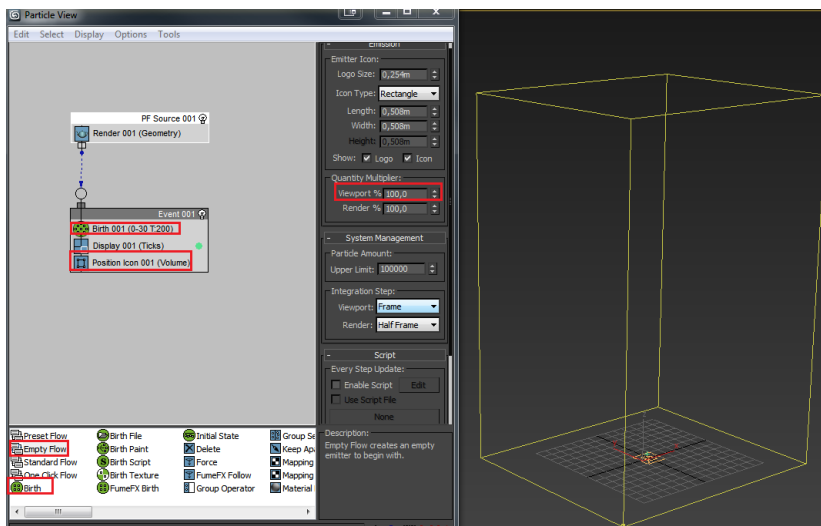 Particle View
Edit Select Display Options Tools
PF Source 001
Render 001 (Geometry)
Event 001
Birth 001 (0-30 T:200)
Display 001 (Ticks)
Position Icon 001 (Volume)
Emission
Emitter Icon:
Logo Size: 0,254m
Icon Type: Rectangle
Length: 0,508m
Width: 0,508m
Height: 0,508m
Show: Logo Icon
Quantity Multiplier:
Viewport % 100,0
Render % 100,0
- System Management
Particle Amount:
Upper Limit: 100000
Integration Step:
Viewport: Frame
Render: Half Frame
- Script
Every Step Update:
Enable Script Edit
Use Script File
None
Preset Flow Birth File Initial State Group Se
Empty Flow Birth Paint Delete Keep Apa
Standard Flow Birth Script Force Mapping
One Click Flow Birth Texture FumeFX Follow Mapping
Birth FumeFX Birth Group Operator Material
Description:
Empty Flow creates an empty
emitter to begin with.